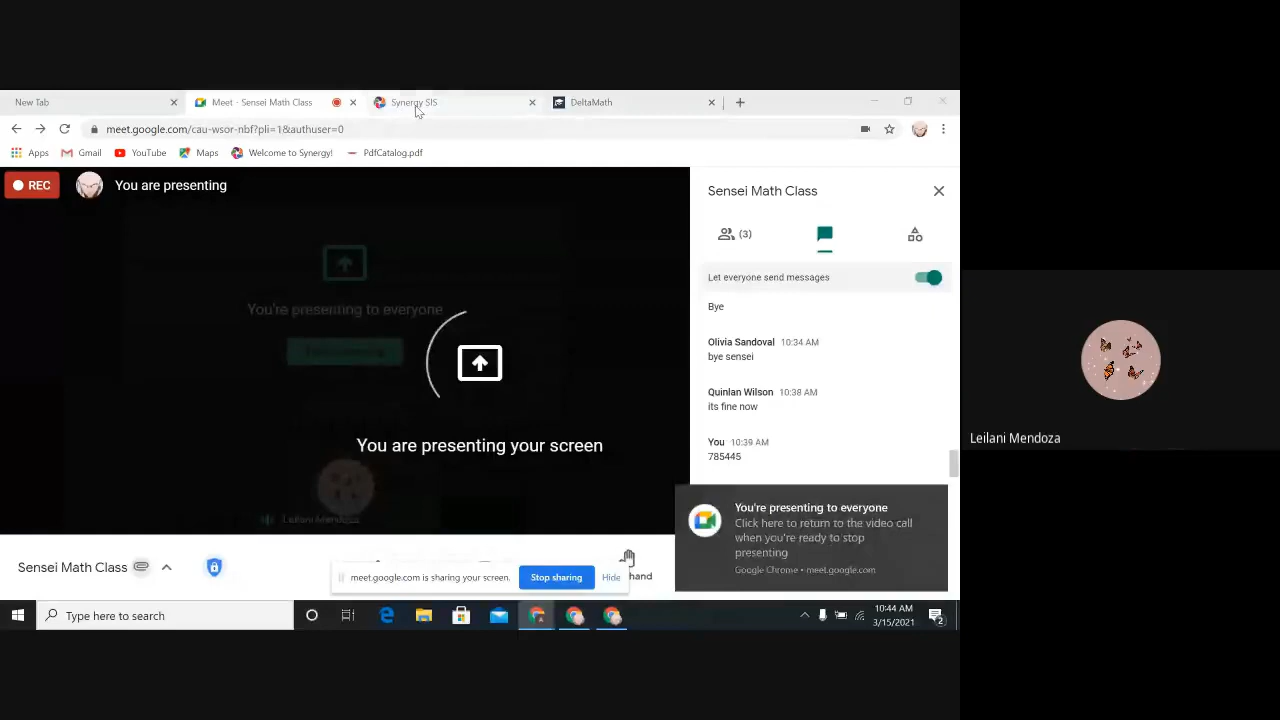 New Tab
Meet - Sensei Math Class
Synergy SIS
DeltaMath
meet.google.com/cau-wsor-nbf?pli=1&authuser=0
Apps
Gmail
YouTube
Maps
Welcome to Synergy!
PdfCatalog.pdf
REC
You are presenting
You're presenting to everyone
You are presenting your screen
Leilani Mendoza
Sensei Math Class
(3)
Let everyone send messages
Bye
Olivia Sandoval 10:34 AM
bye sensei
Quinlan Wilson 10:38 AM
its fine now
You 10:39 AM
785445
You're presenting to everyone
Click here to return to the video call
when you're ready to stop
presenting
Google Chrome • meet.google.com
Leilani Mendoza
Sensei Math Class
meet.google.com is sharing your screen.
Stop sharing
Hide
hand
Type here to search
10:44 AM
3/15/2021
2